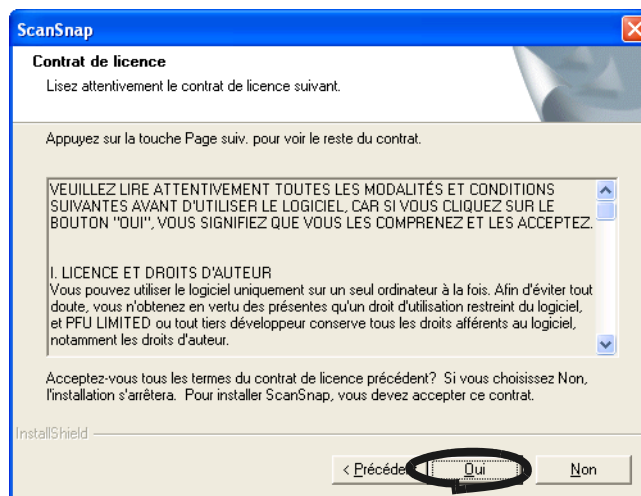 ScanSnap
Contrat de licence
Lisez attentivement le contrat de licence suivant.
Appuyez sur la touche Page suiv. pour voir le reste du contrat.
VEUILLEZ LIRE ATTENTIVEMENT TOUTES LES MODALITÉS ET CONDITIONS
SUIVANTES AVANT D'UTILISER LE LOGICIEL, CAR SI VOUS CLIQUEZ SUR LE
BOUTON "OUI", VOUS SIGNIFIEZ QUE VOUS LES COMPRENEZ ET LES ACCEPTEZ.
I. LICENCE ET DROITS D'AUTEUR
Vous pouvez utiliser le logiciel uniquement sur un seul ordinateur à la fois. Afin d'éviter tout
doute, vous n'obtenez en vertu des présentes qu'un droit d'utilisation restreint du logiciel,
et PFU LIMITED ou tout tiers développeur conserve tous les droits afférents au logiciel,
notamment les droits d'auteur.
Acceptez-vous tous les termes du contrat de licence précédent? Si vous choisissez Non,
l'installation s'arrêtera. Pour installer ScanSnap, vous devez accepter ce contrat.
InstallShield
< Précéde Oui Non